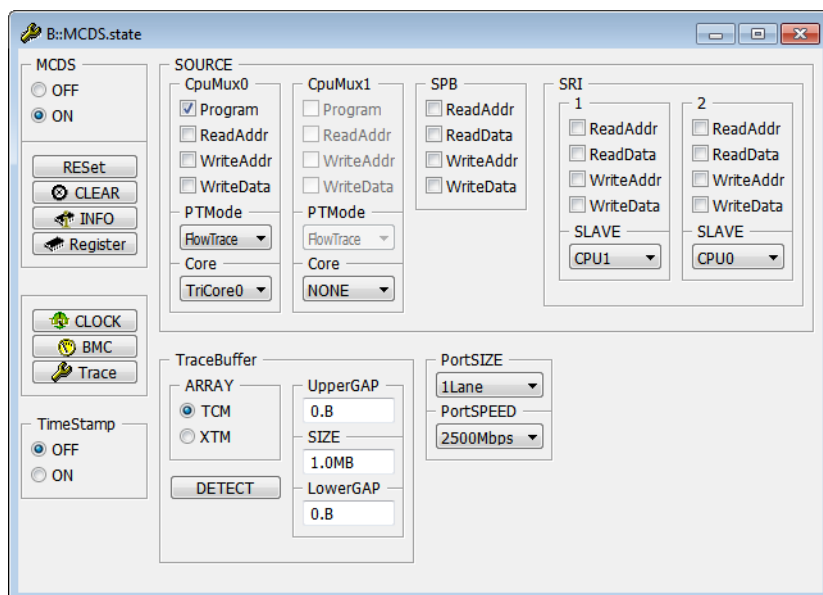 B::MCDS.state
MCDS
OFF
ON
RESet
CLEAR
INFO
Register
CLOCK
BMC
Trace
TimeStamp
OFF
ON
SOURCE
CpuMux0
Program
ReadAddr
WriteAddr
WriteData
PTMode
FlowTrace
Core
TriCore0
CpuMux1
Program
ReadAddr
WriteAddr
WriteData
PTMode
FlowTrace
Core
NONE
SPB
ReadAddr
ReadData
WriteAddr
WriteData
SRI
1
ReadAddr
ReadData
WriteAddr
WriteData
SLAVE
CPU1
2
ReadAddr
ReadData
WriteAddr
WriteData
SLAVE
CPU0
TraceBuffer
ARRAY
TCM
XTM
DETECT
UpperGAP
0.B
SIZE
1.0MB
LowerGAP
0.B
PortSIZE
1Lane
PortSPEED
2500Mbps